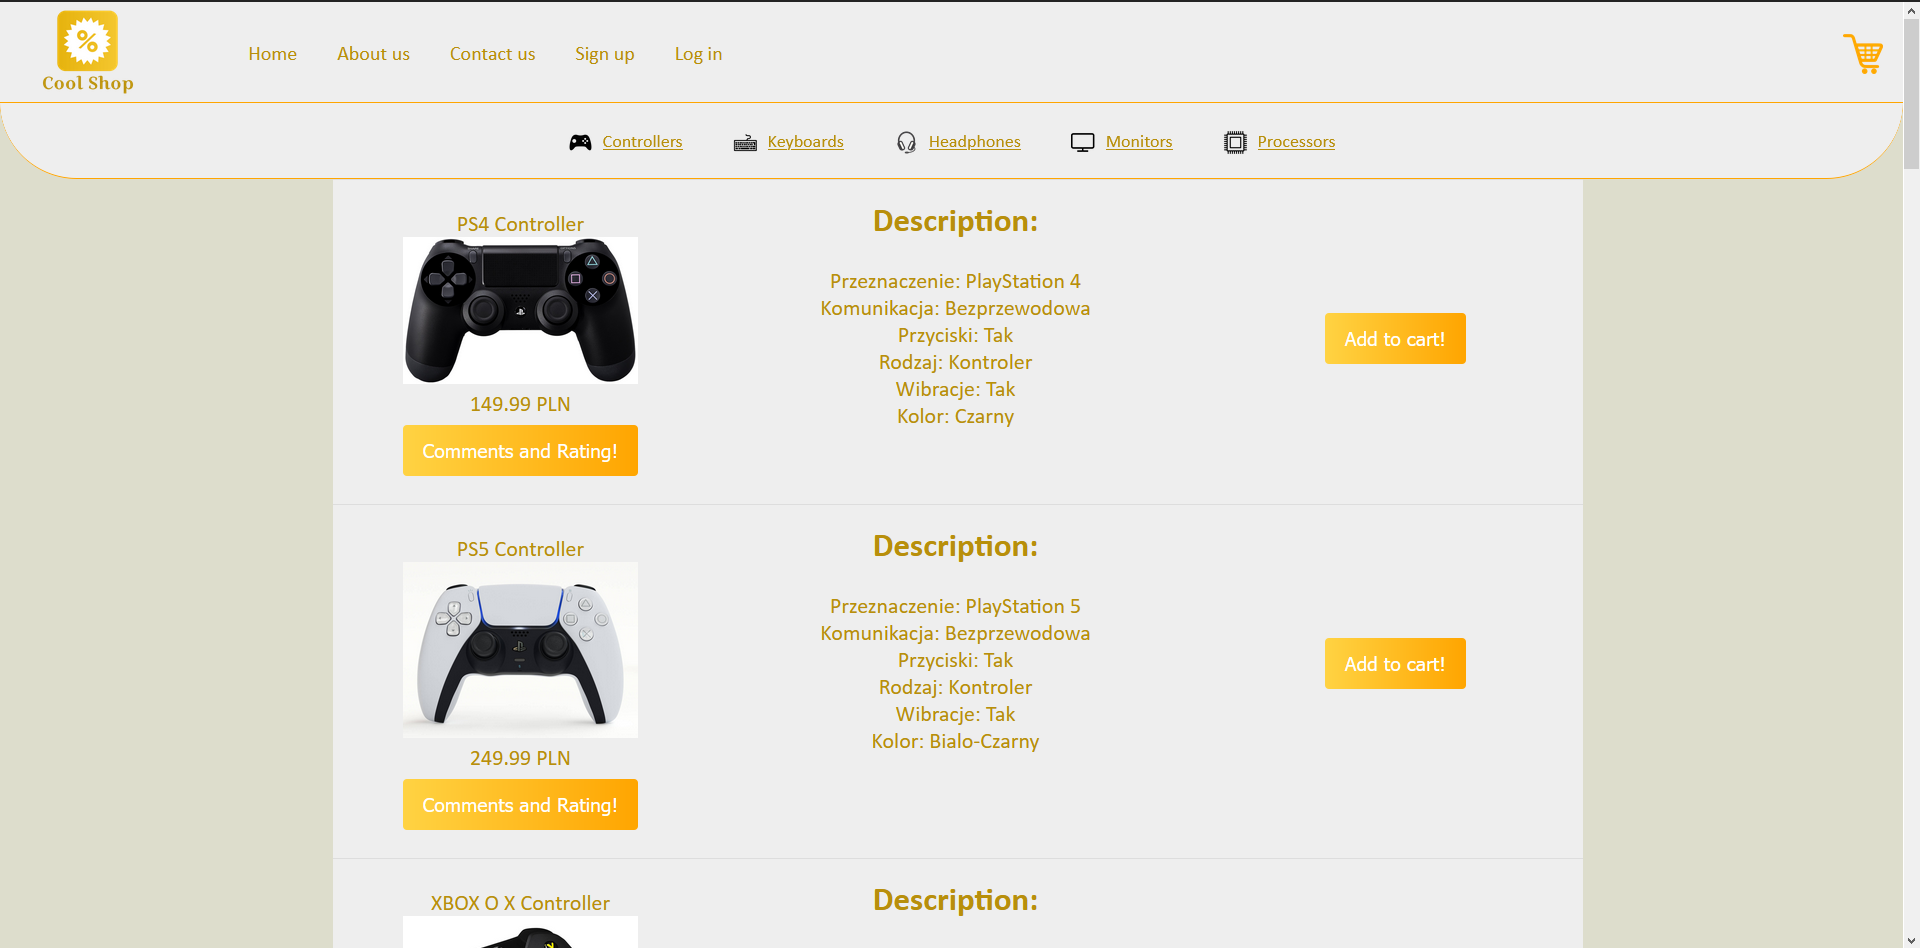 Cool Shop
Home About us Contact us Sign up Log in
Controllers Keyboards Headphones Monitors Processors
PS4 Controller
149.99 PLN
Comments and Rating!
Description:
Przeznaczenie: PlayStation 4
Komunikacja: Bezprzewodowa
Przyciski: Tak
Rodzaj: Kontroler
Wibracje: Tak
Kolor: Czarny
Add to cart!
PS5 Controller
249.99 PLN
Comments and Rating!
Description:
Przeznaczenie: PlayStation 5
Komunikacja: Bezprzewodowa
Przyciski: Tak
Rodzaj: Kontroler
Wibracje: Tak
Kolor: Bialo-Czarny
Add to cart!
XBOX O X Controller
Description: